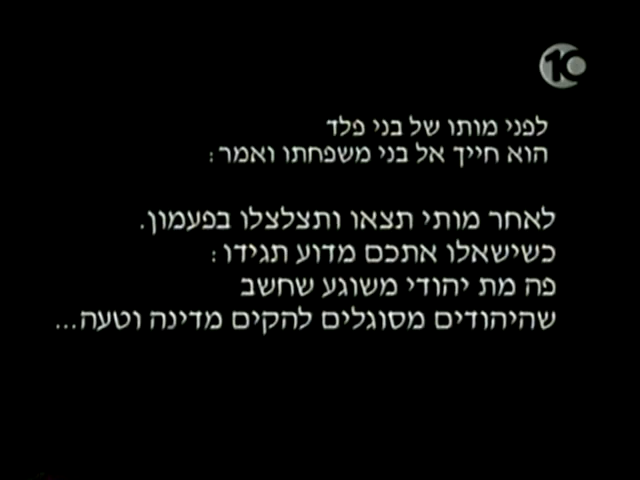 10
לפני מותו של בני פלד
הוא חייך אל בני משפחתו ואמר:
לאחר מותי תצאו ותצלצלו בפעמון.
כשישאלו אתכם מדוע תגידו:
פה מת יהודי משוגע שחשב
שהיהודים מסוגלים להקים מדינה וטעה...